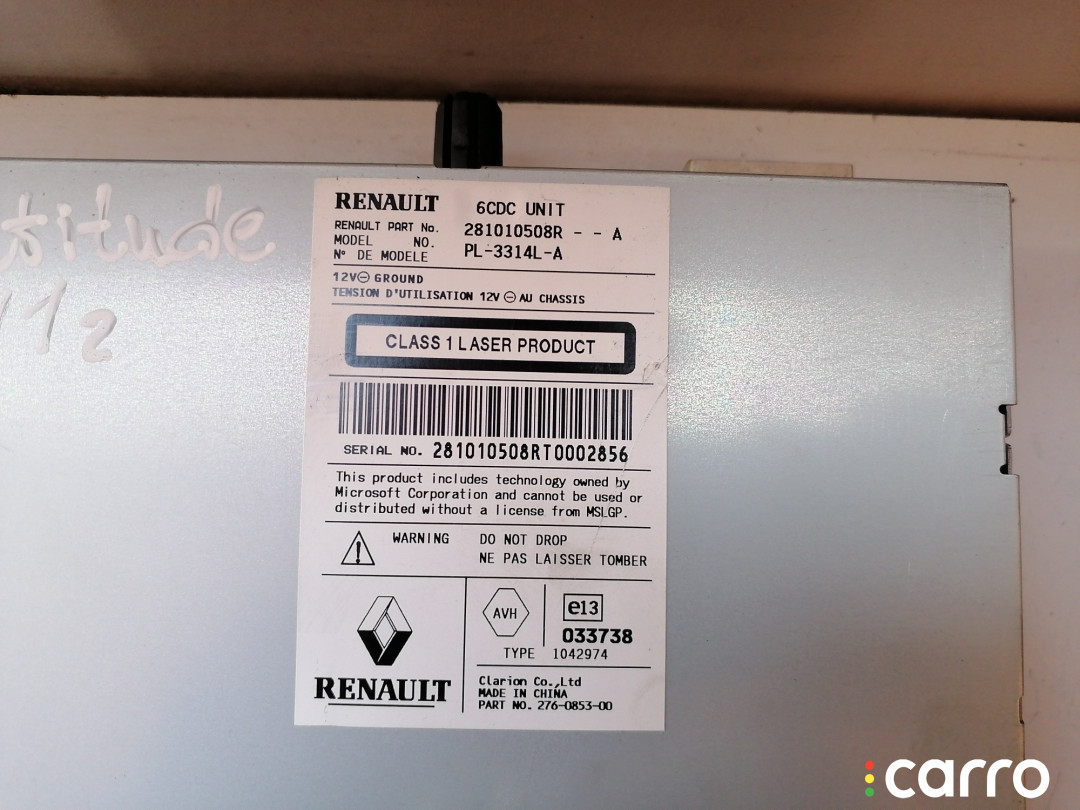 RENAULT 6CDC UNIT
RENAULT PART No. 281010508R - - A
MODEL NO. PL-3314L-A
N° DE MODELE
12V⊖ GROUND
TENSION D'UTILISATION 12V ⊖ AU CHASSIS
CLASS 1 LASER PRODUCT
SERIAL NO. 281010508RT0002856
This product includes technology owned by
Microsoft Corporation and cannot be used or
distributed without a license from MSLGP.
WARNING DO NOT DROP
NE PAS LAISSER TOMBER
AVH e13
033738
TYPE 1042974
RENAULT
Clarion Co.,Ltd
MADE IN CHINA
PART NO. 276-0853-00
carro